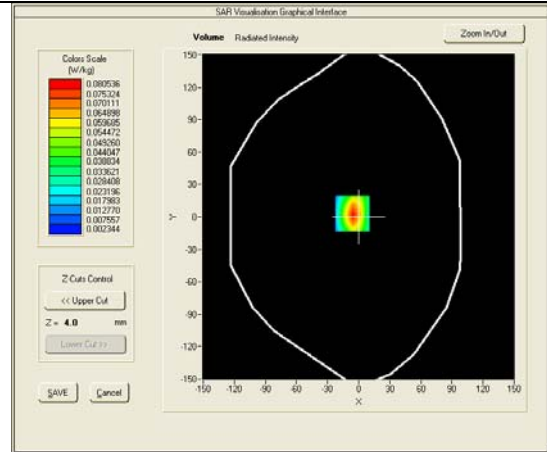 SAR Visualisation Graphical Interface
Volume Radiated Intensity
Zoom In/Out
Colors Scale
(W/kg)
0.080536
0.075324
0.070111
0.064898
0.059685
0.054472
0.049260
0.044047
0.038834
0.033621
0.028408
0.023196
0.017983
0.012770
0.007557
0.002344
Z-Cuts Control
<< Upper Cut
Z = 4.0 mm
Lower Cut >>
SAVE Cancel
150
120
90
60
30
0
-30
-60
-90
-120
-150
Y
-150 -120 -90 -60 -30 0 30 60 90 120 150
X